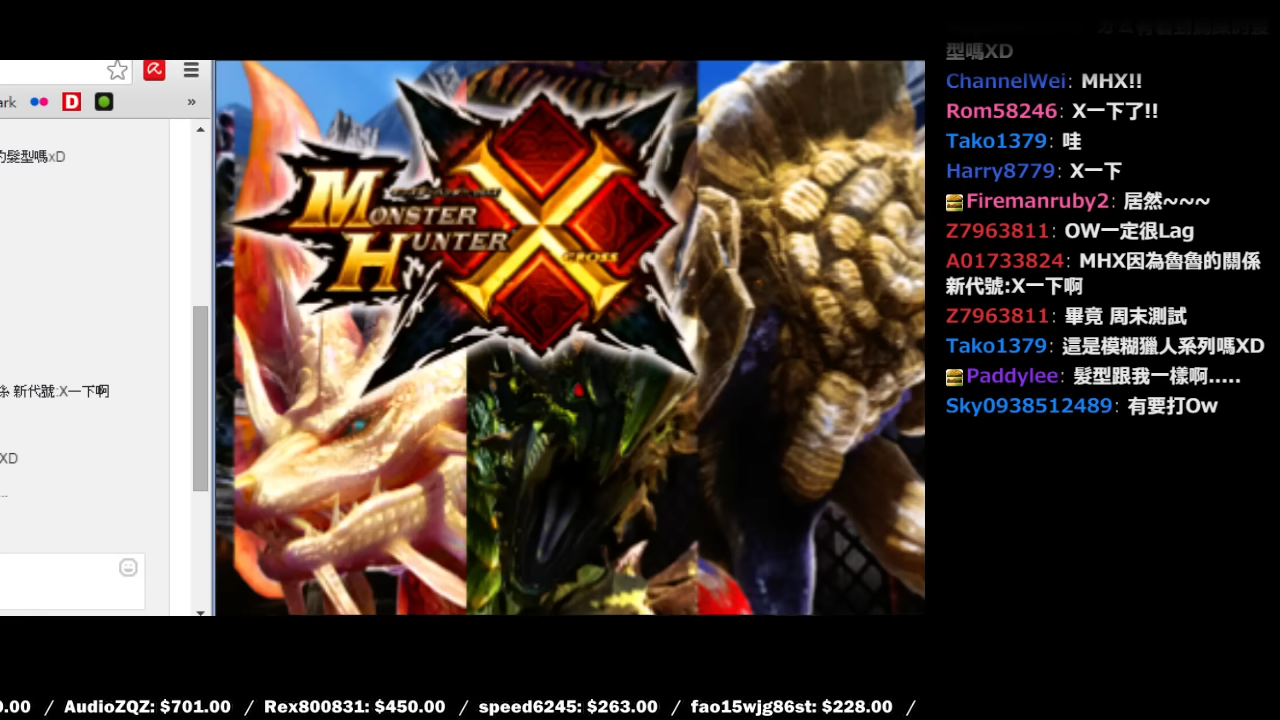 ark
»
的髮型嗎xD
係 新代號:X一下啊
XD
MONSTER
HUNTER
CROSS
型嗎XD
ChannelWei: MHX!!
Rom58246: X一下了!!
Tako1379: 哇
Harry8779: X一下
Firemanruby2: 居然~~~
Z7963811: OW一定很Lag
A01733824: MHX因為魯魯的關係
新代號:X一下啊
Z7963811: 畢竟 周末測試
Tako1379: 這是模糊獵人系列嗎XD
Paddylee: 髮型跟我一樣啊.....
Sky0938512489: 有要打Ow
0.00 / AudioZQZ: $701.00 / Rex800831: $450.00 / speed6245: $263.00 / fao15wjg86st: $228.00 /